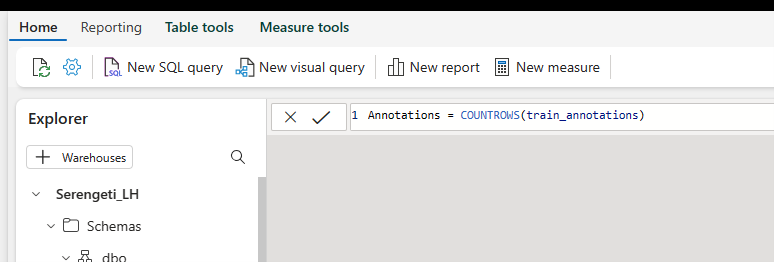 Home Reporting Table tools Measure tools
SQL New SQL query New visual query New report New measure
Explorer
1 Annotations = COUNTROWS(train_annotations)
+ Warehouses
Serengeti_LH
Schemas
dbo